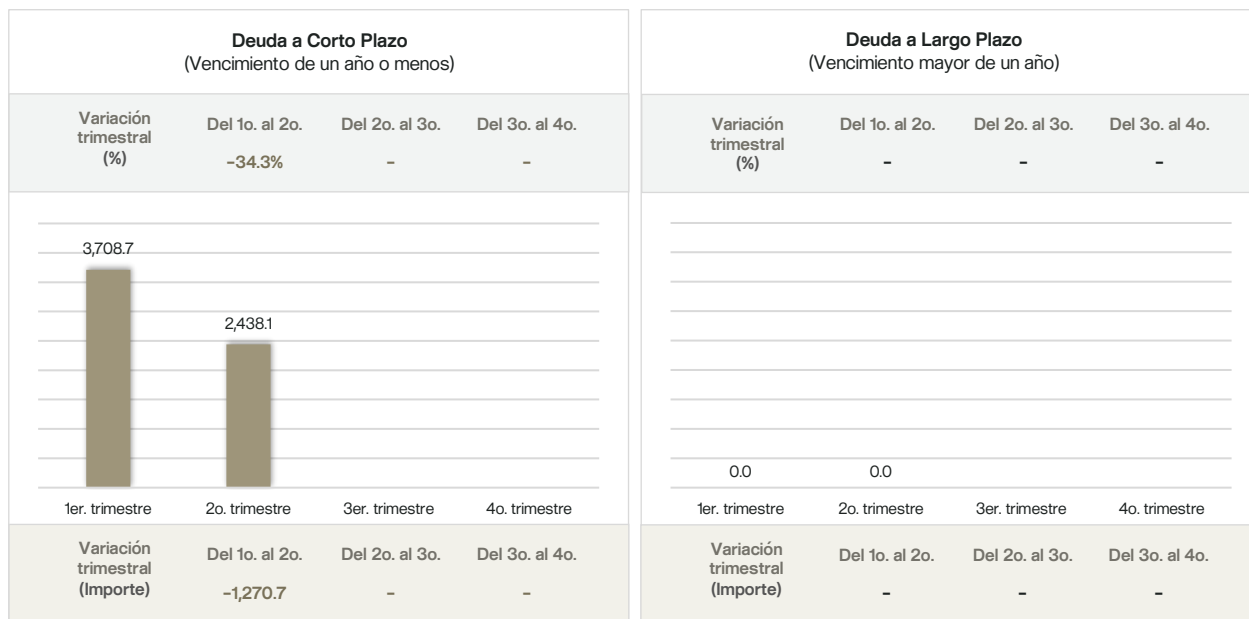 Deuda a Corto Plazo
(Vencimiento de un año o menos)
Variación trimestral (%)
Del 1o. al 2o.
Del 2o. al 3o.
Del 3o. al 4o.
-34.3%
-
-
3,708.7
2,438.1
1er. trimestre
2o. trimestre
3er. trimestre
4o. trimestre
Variación trimestral (Importe)
Del 1o. al 2o.
Del 2o. al 3o.
Del 3o. al 4o.
-1,270.7
-
-
Deuda a Largo Plazo
(Vencimiento mayor de un año)
Variación trimestral (%)
Del 1o. al 2o.
Del 2o. al 3o.
Del 3o. al 4o.
-
-
-
0.0
0.0
1er. trimestre
2o. trimestre
3er. trimestre
4o. trimestre
Variación trimestral (Importe)
Del 1o. al 2o.
Del 2o. al 3o.
Del 3o. al 4o.
-
-
-